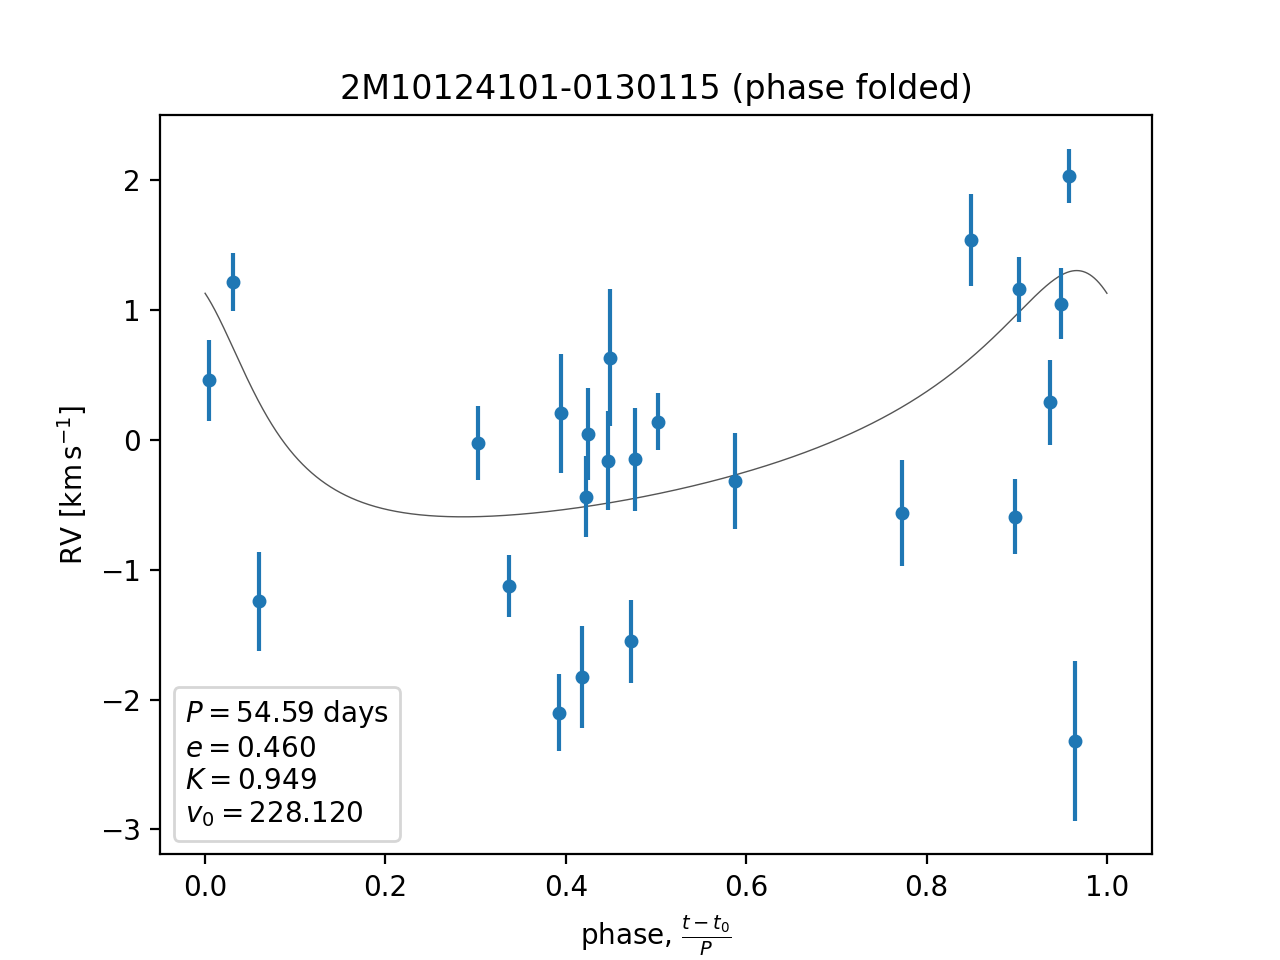 2M10124101-0130115 (phase folded)
RV [km s⁻¹]
2
1
0
−1
−2
−3
P = 54.59 days
e = 0.460
K = 0.949
v₀ = 228.120
0.0 0.2 0.4 0.6 0.8 1.0
phase, (t − t₀)/P